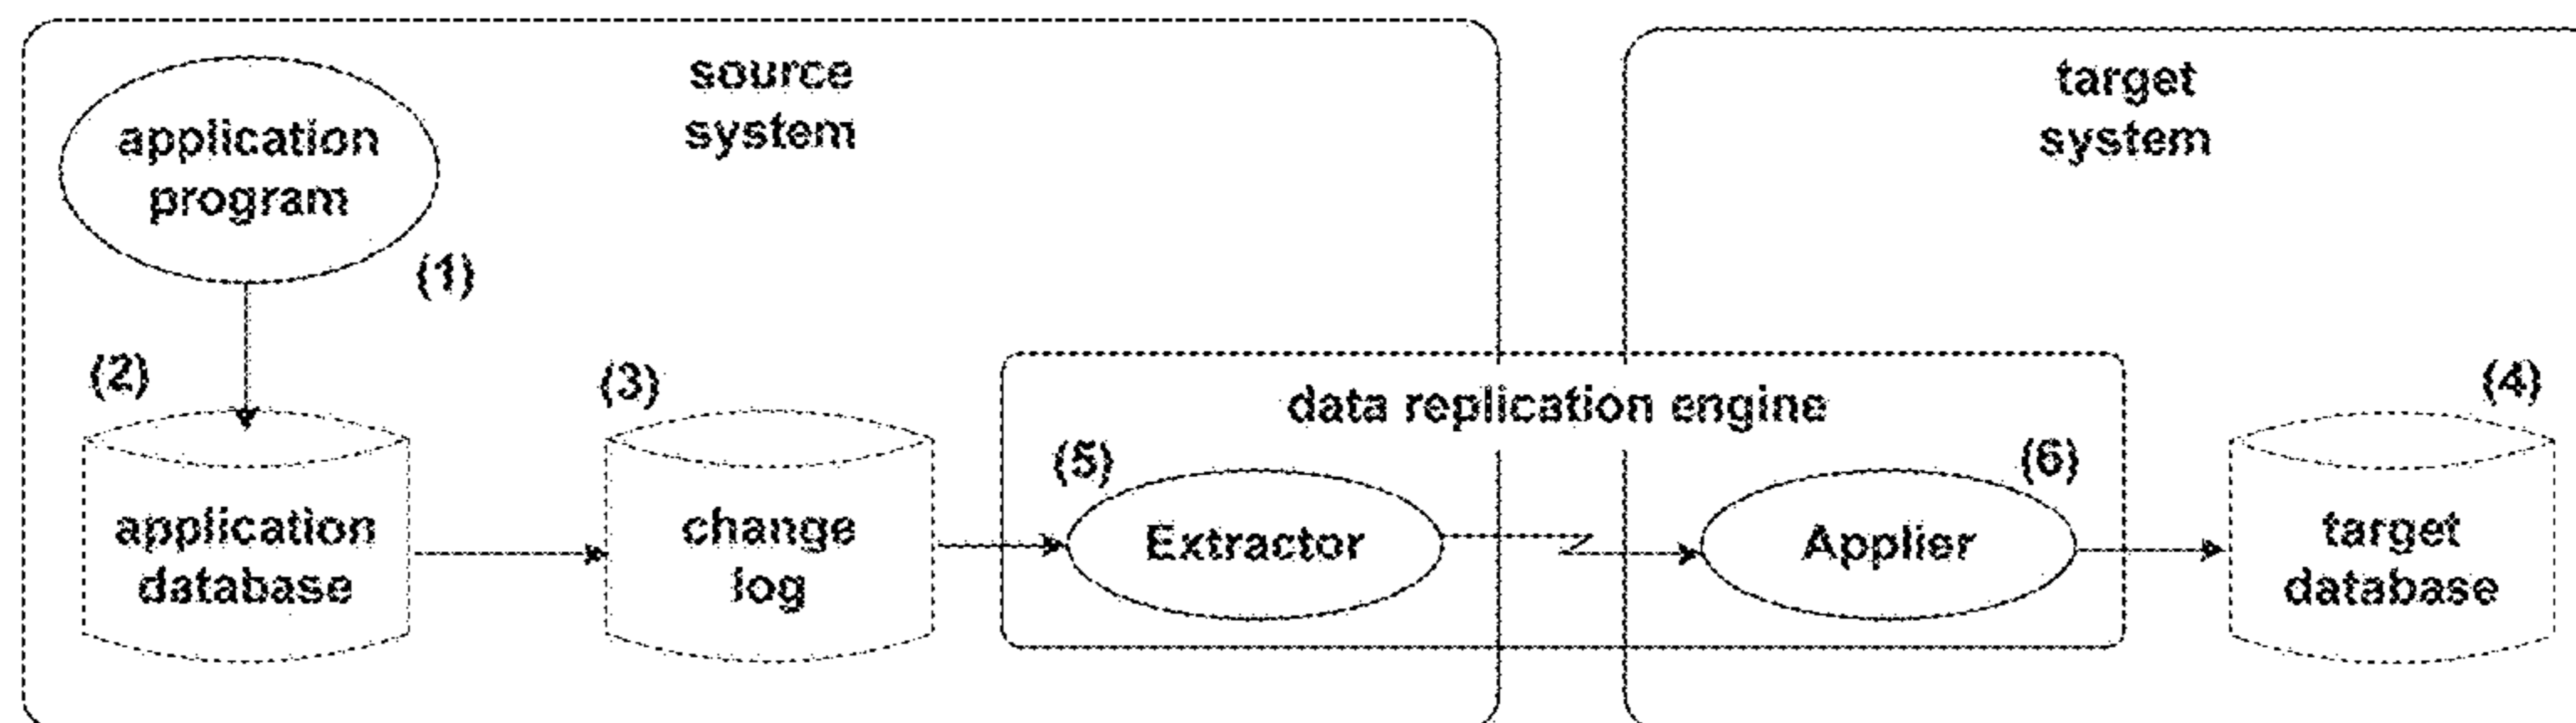 source
system
target
system
application
program
(1)
(2)
(3)
data replication engine
(4)
(5)
(6)
application
database
change
log
Extractor
Applier
target
database